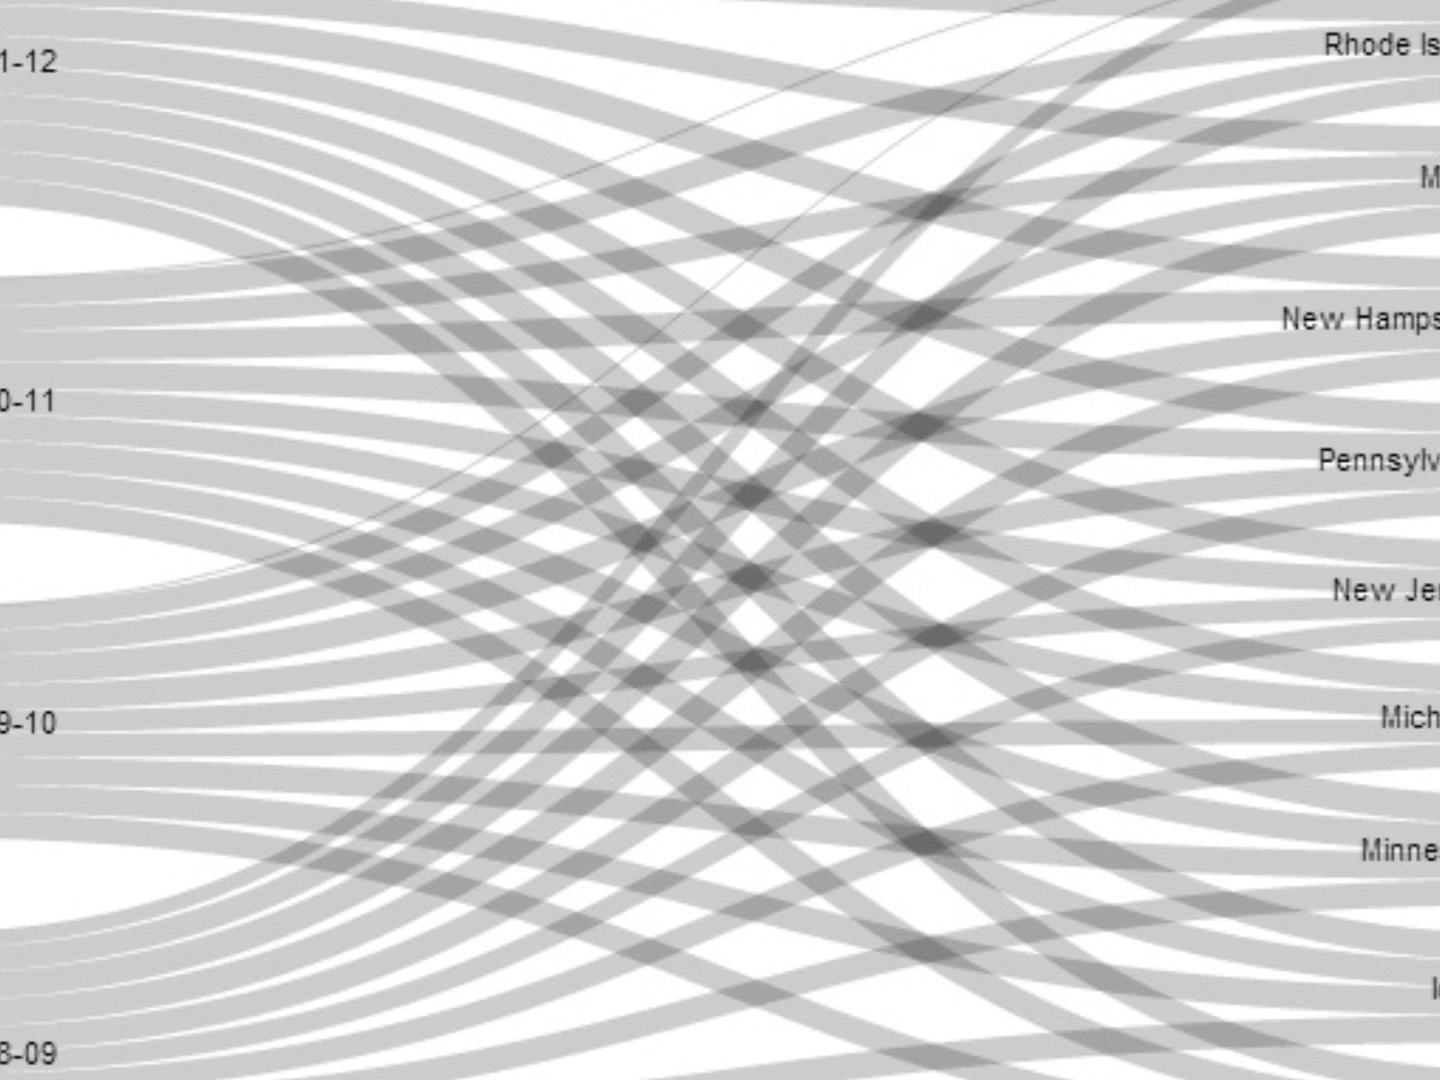 1-12
Rhode Is
M
New Hamps
0-11
Pennsylv
New Jer
9-10
Mich
Minne
I
8-09